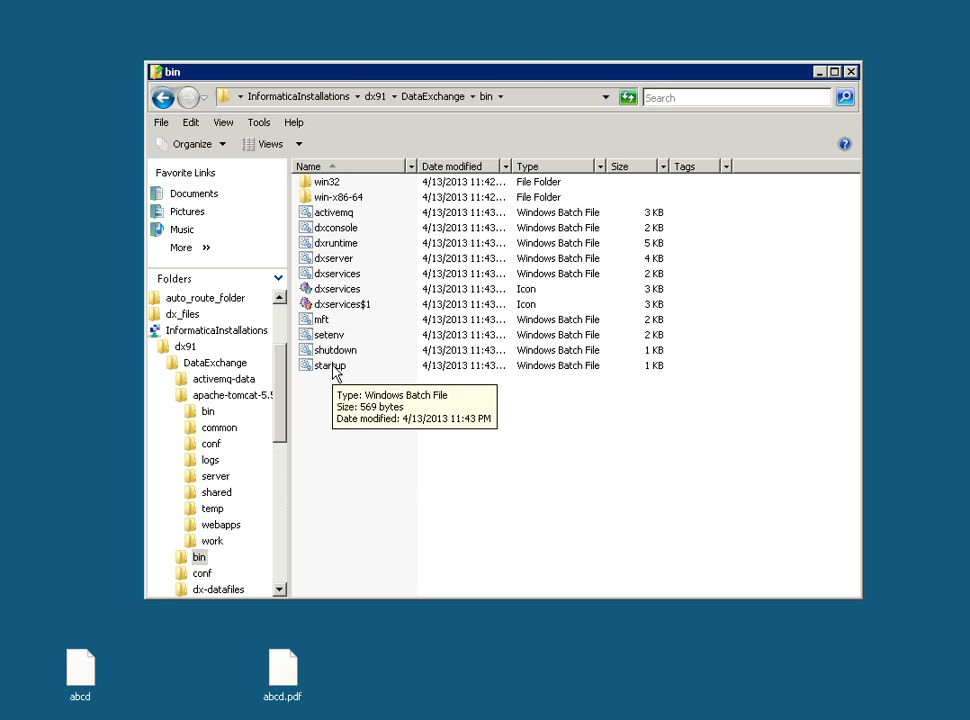 bin
InformaticaInstallations dx91 DataExchange bin Search
File Edit View Tools Help
Organize Views
Favorite Links
Documents
Pictures
Music
More »
Folders
auto_route_folder
dx_files
InformaticaInstallations
dx91
DataExchange
activemq-data
apache-tomcat-5.5
bin
common
conf
logs
server
shared
temp
webapps
work
bin
conf
dx-datafiles
Name Date modified Type Size Tags
win32 4/13/2013 11:42... File Folder
win-x86-64 4/13/2013 11:42... File Folder
activemq 4/13/2013 11:43... Windows Batch File 3 KB
dxconsole 4/13/2013 11:43... Windows Batch File 2 KB
dxruntime 4/13/2013 11:43... Windows Batch File 5 KB
dxserver 4/13/2013 11:43... Windows Batch File 4 KB
dxservices 4/13/2013 11:43... Windows Batch File 2 KB
dxservices 4/13/2013 11:43... Icon 3 KB
dxservices$1 4/13/2013 11:43... Icon 3 KB
mft 4/13/2013 11:43... Windows Batch File 2 KB
setenv 4/13/2013 11:43... Windows Batch File 2 KB
shutdown 4/13/2013 11:43... Windows Batch File 1 KB
startup 4/13/2013 11:43... Windows Batch File 1 KB
Type: Windows Batch File
Size: 569 bytes
Date modified: 4/13/2013 11:43 PM
abcd
abcd.pdf